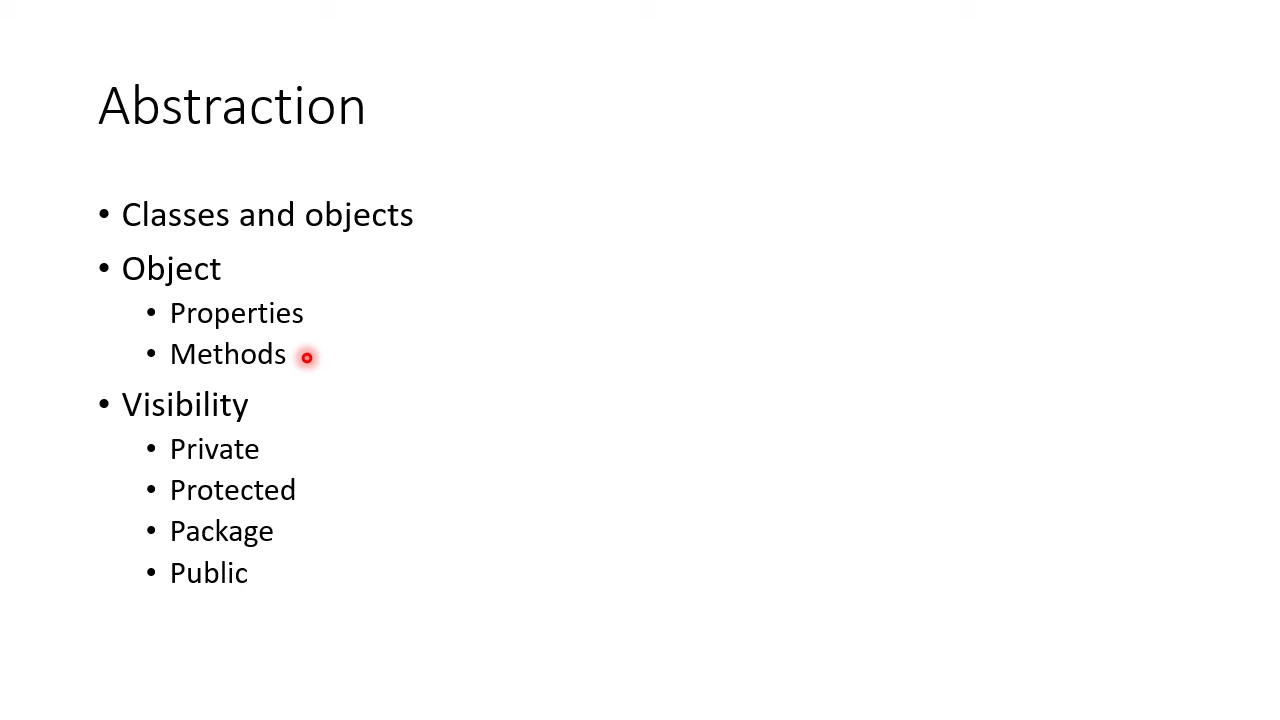 Abstraction
• Classes and objects
• Object
• Properties
• Methods
• Visibility
• Private
• Protected
• Package
• Public